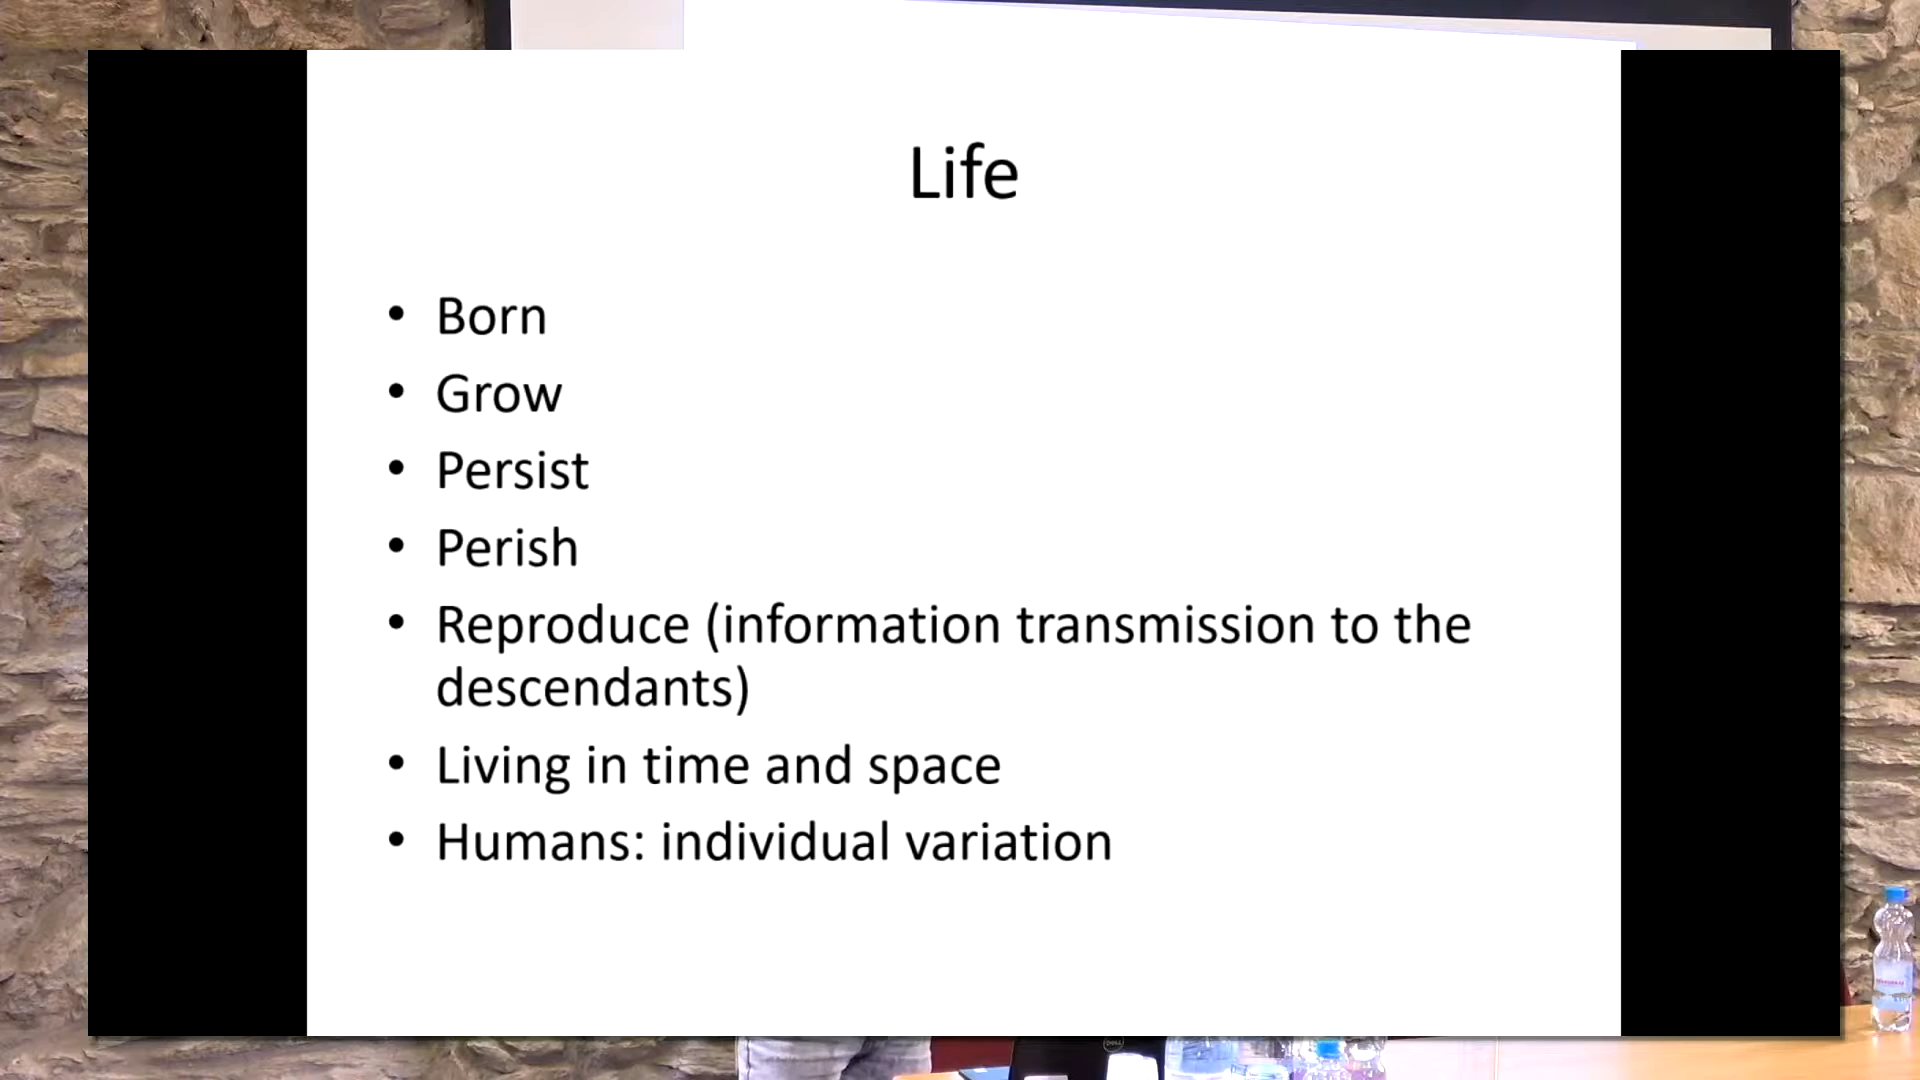 Life
• Born
• Grow
• Persist
• Perish
• Reproduce (information transmission to the
descendants)
• Living in time and space
• Humans: individual variation
DELL